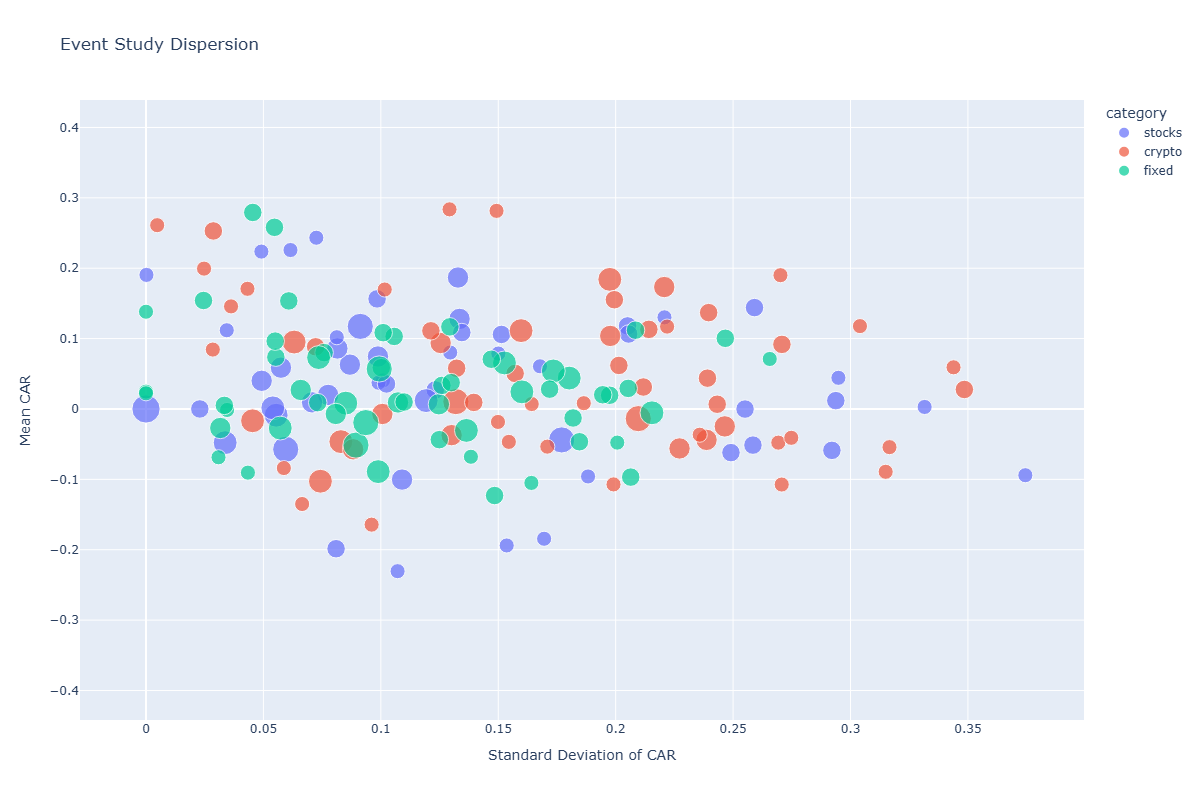 Event Study Dispersion
category
stocks
crypto
fixed
Mean CAR
0.4
0.3
0.2
0.1
0
−0.1
−0.2
−0.3
−0.4
0
0.05
0.1
0.15
0.2
0.25
0.3
0.35
Standard Deviation of CAR